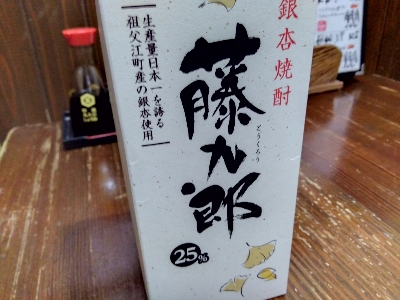 銀杏焼酎
藤九郎
とうくろう
生産量日本一を誇る
祖父江町産の銀杏使用
25%